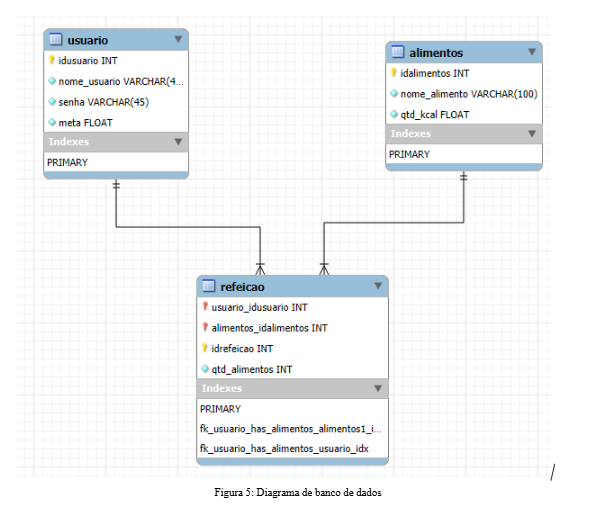 usuario
idusuario INT
nome_usuario VARCHAR(4...
senha VARCHAR(45)
meta FLOAT
Indexes
PRIMARY
alimentos
idalimentos INT
nome_alimento VARCHAR(100)
qtd_kcal FLOAT
Indexes
PRIMARY
refeicao
usuario_idusuario INT
alimentos_idalimentos INT
idrefeicao INT
qtd_alimentos INT
Indexes
PRIMARY
fk_usuario_has_alimentos_alimentos1_i...
fk_usuario_has_alimentos_usuario_idx
/
Figura 5: Diagrama de banco de dados